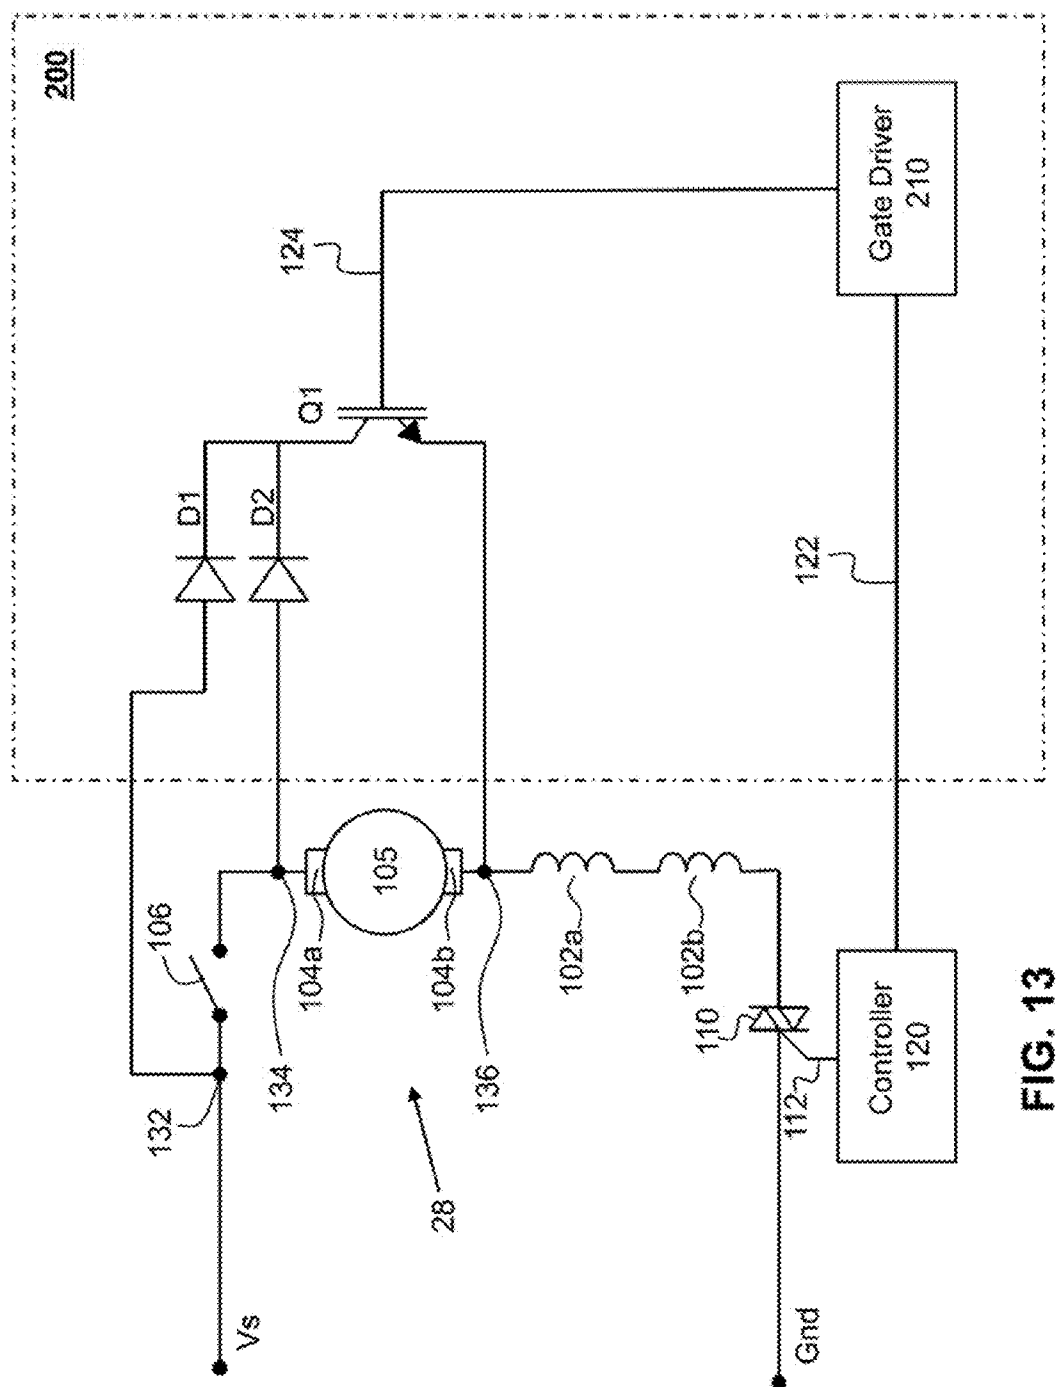 200
Gate Driver
210
124
Q1
D1
D2
122
106
105
104a
104b
102a
102b
110
112
Controller
120
132
134
136
28
Vs
Gnd
FIG. 13